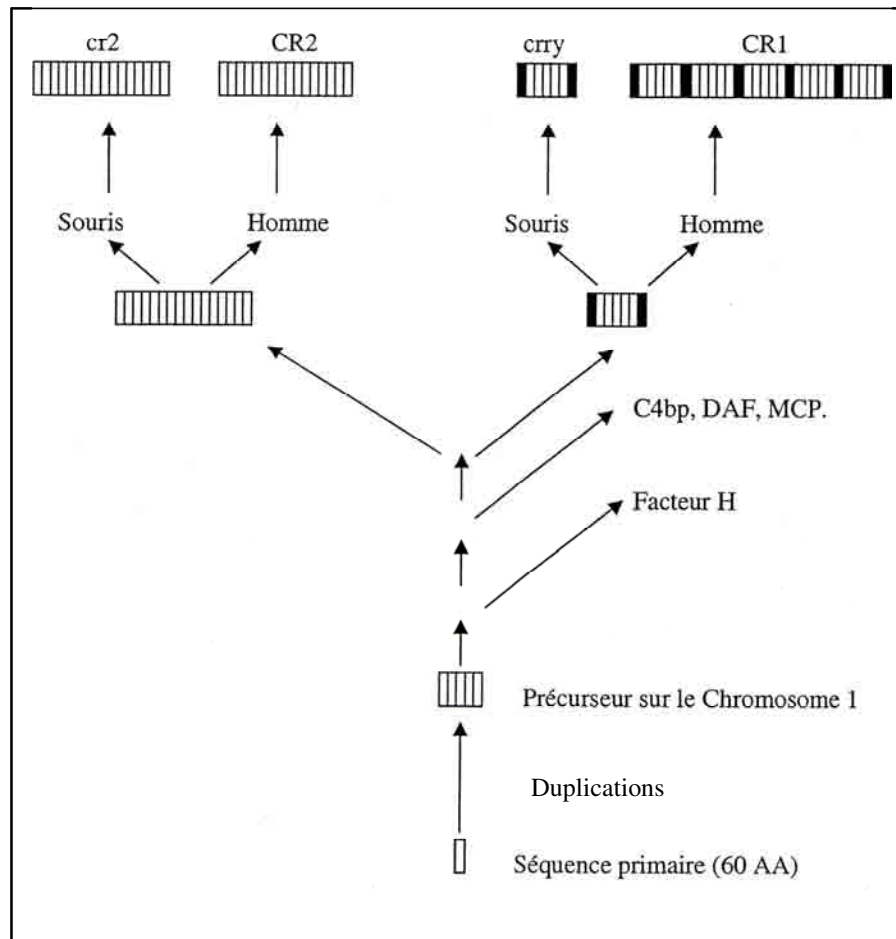 cr2 CR2 crry CR1
Souris Homme Souris Homme
C4bp, DAF, MCP.
Facteur H
Précurseur sur le Chromosome 1
Duplications
Séquence primaire (60 AA)